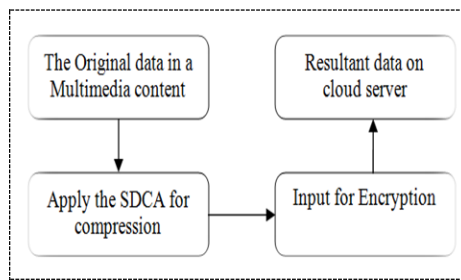 The Original data in a
Multimedia content
Apply the SDCA for
compression
Input for Encryption
Resultant data on
cloud server